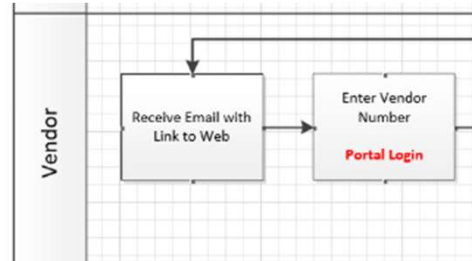 Vendor
Receive Email with
Link to Web
Enter Vendor
Number
Portal Login